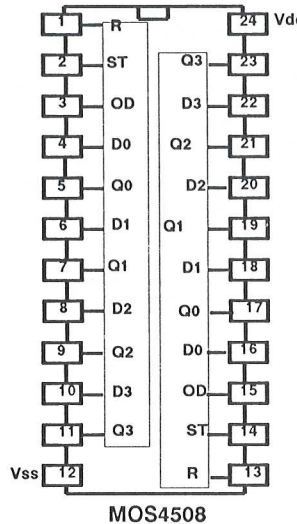 1 R 24 Vdd
2 ST Q3 23
3 OD D3 22
4 D0 Q2 21
5 Q0 D2 20
6 D1 Q1 19
7 Q1 D1 18
8 D2 Q0 17
9 Q2 D0 16
10 D3 OD 15
11 Q3 ST 14
Vss 12 R 13
MOS4508